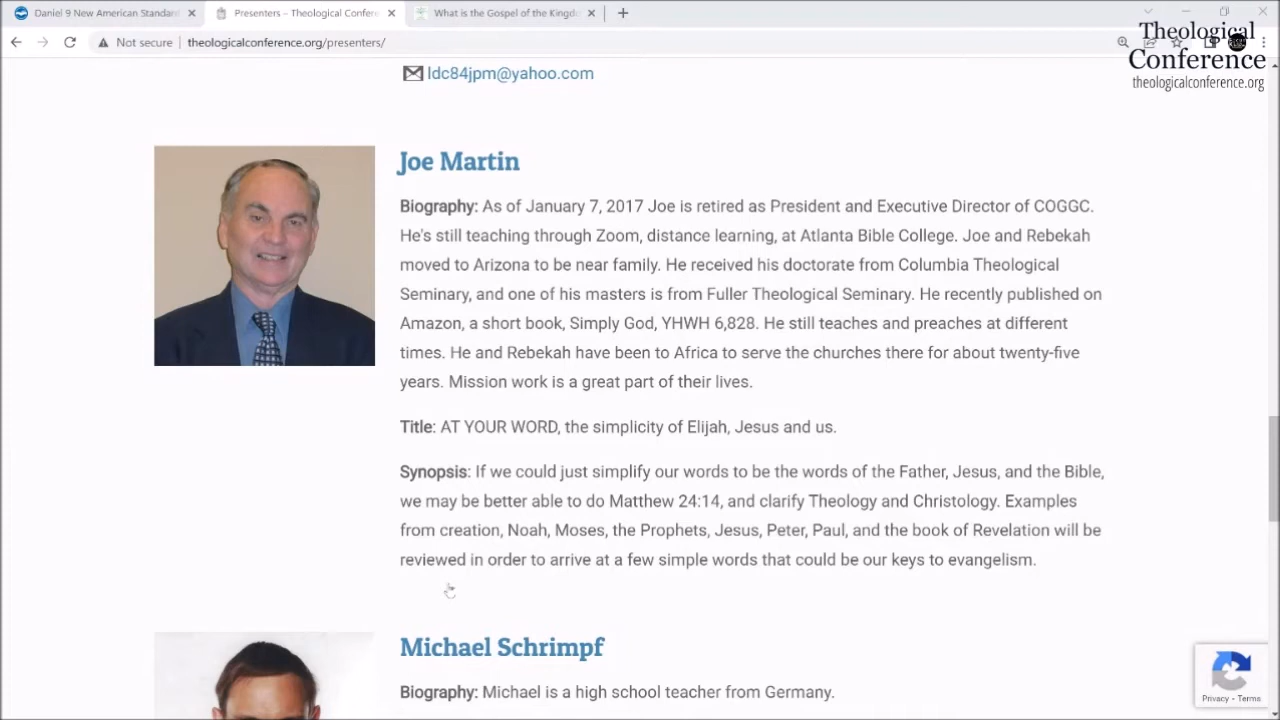 Daniel 9 New American Standar
Presenters – Theological Confere
What is the Gospel of the Kingdo
Not secure
theologicalconference.org/presenters/
Theological
Conference
theologicalconference.org
ldc84jpm@yahoo.com
Joe Martin
Biography: As of January 7, 2017 Joe is retired as President and Executive Director of COGGC.
He's still teaching through Zoom, distance learning, at Atlanta Bible College. Joe and Rebekah
moved to Arizona to be near family. He received his doctorate from Columbia Theological
Seminary, and one of his masters is from Fuller Theological Seminary. He recently published on
Amazon, a short book, Simply God, YHWH 6,828. He still teaches and preaches at different
times. He and Rebekah have been to Africa to serve the churches there for about twenty-five
years. Mission work is a great part of their lives.
Title: AT YOUR WORD, the simplicity of Elijah, Jesus and us.
Synopsis: If we could just simplify our words to be the words of the Father, Jesus, and the Bible,
we may be better able to do Matthew 24:14, and clarify Theology and Christology. Examples
from creation, Noah, Moses, the Prophets, Jesus, Peter, Paul, and the book of Revelation will be
reviewed in order to arrive at a few simple words that could be our keys to evangelism.
Michael Schrimpf
Biography: Michael is a high school teacher from Germany.
Privacy - Terms